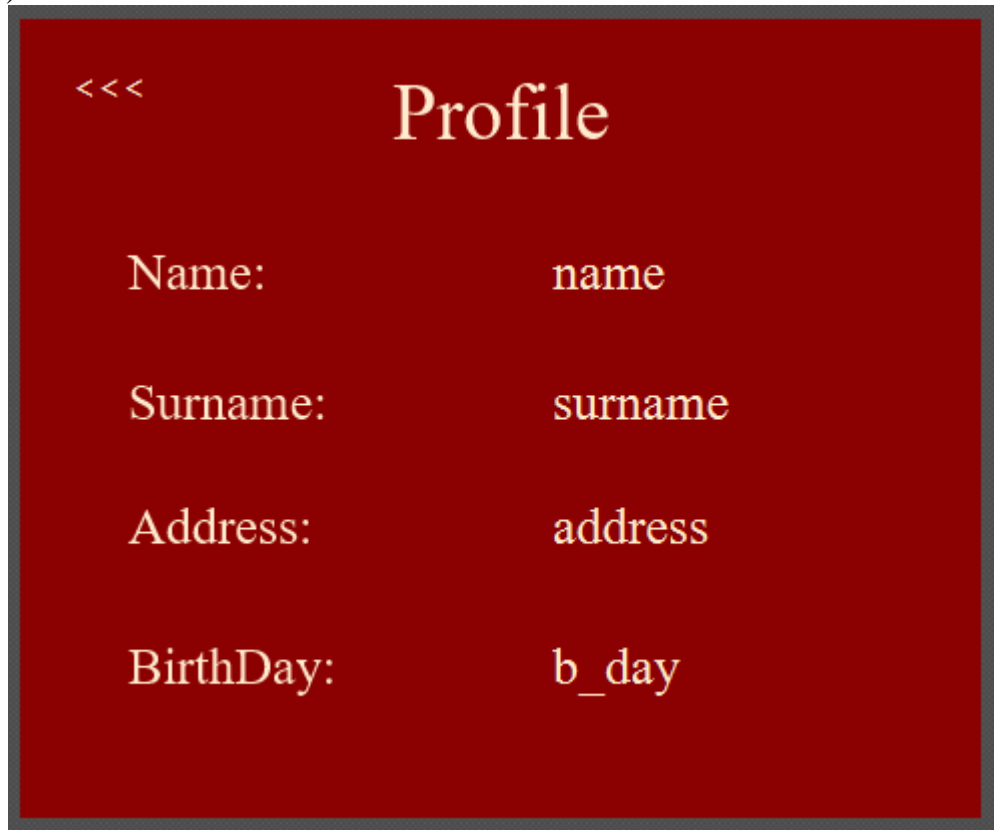 <<<
Profile
Name: name
Surname: surname
Address: address
BirthDay: b_day